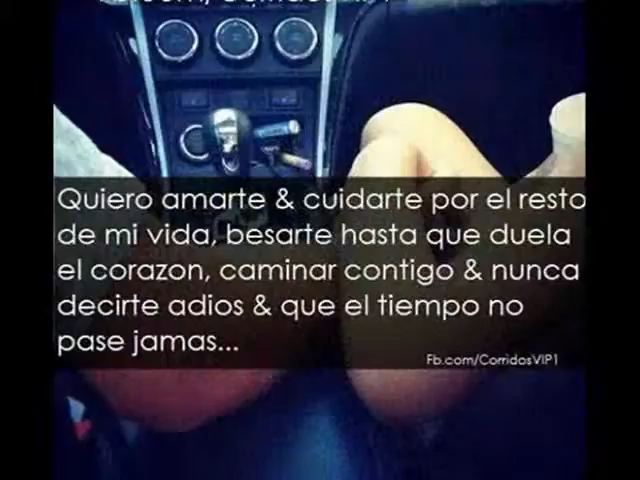 Quiero amarte & cuidarte por el resto
de mi vida, besarte hasta que duela
el corazon, caminar contigo & nunca
decirte adios & que el tiempo no
pase jamas...
Fb.com/CorridosVIP1